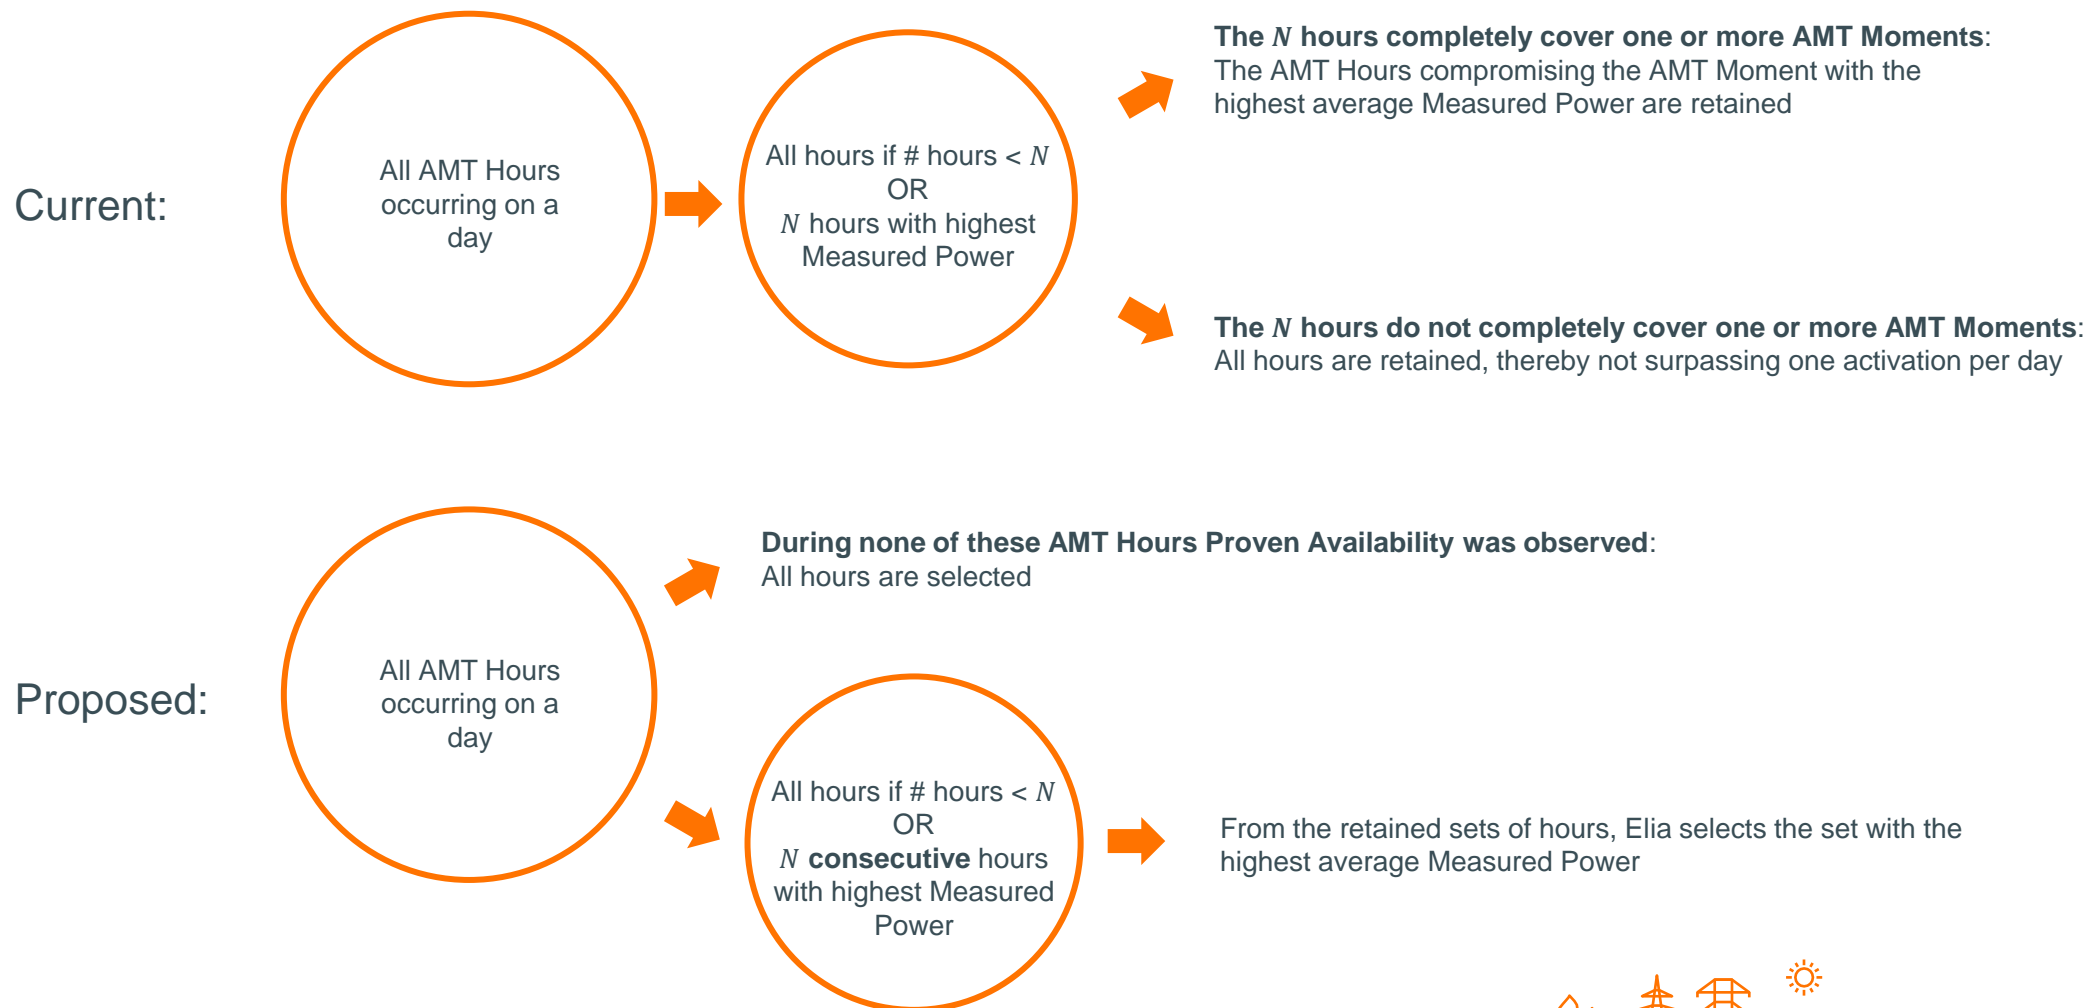 Current:
All AMT Hours
occurring on a
day
All hours if # hours < N
OR
N hours with highest
Measured Power
The N hours completely cover one or more AMT Moments:
The AMT Hours compromising the AMT Moment with the
highest average Measured Power are retained
The N hours do not completely cover one or more AMT Moments:
All hours are retained, thereby not surpassing one activation per day
Proposed:
All AMT Hours
occurring on a
day
During none of these AMT Hours Proven Availability was observed:
All hours are selected
All hours if # hours < N
OR
N consecutive hours
with highest Measured
Power
From the retained sets of hours, Elia selects the set with the
highest average Measured Power